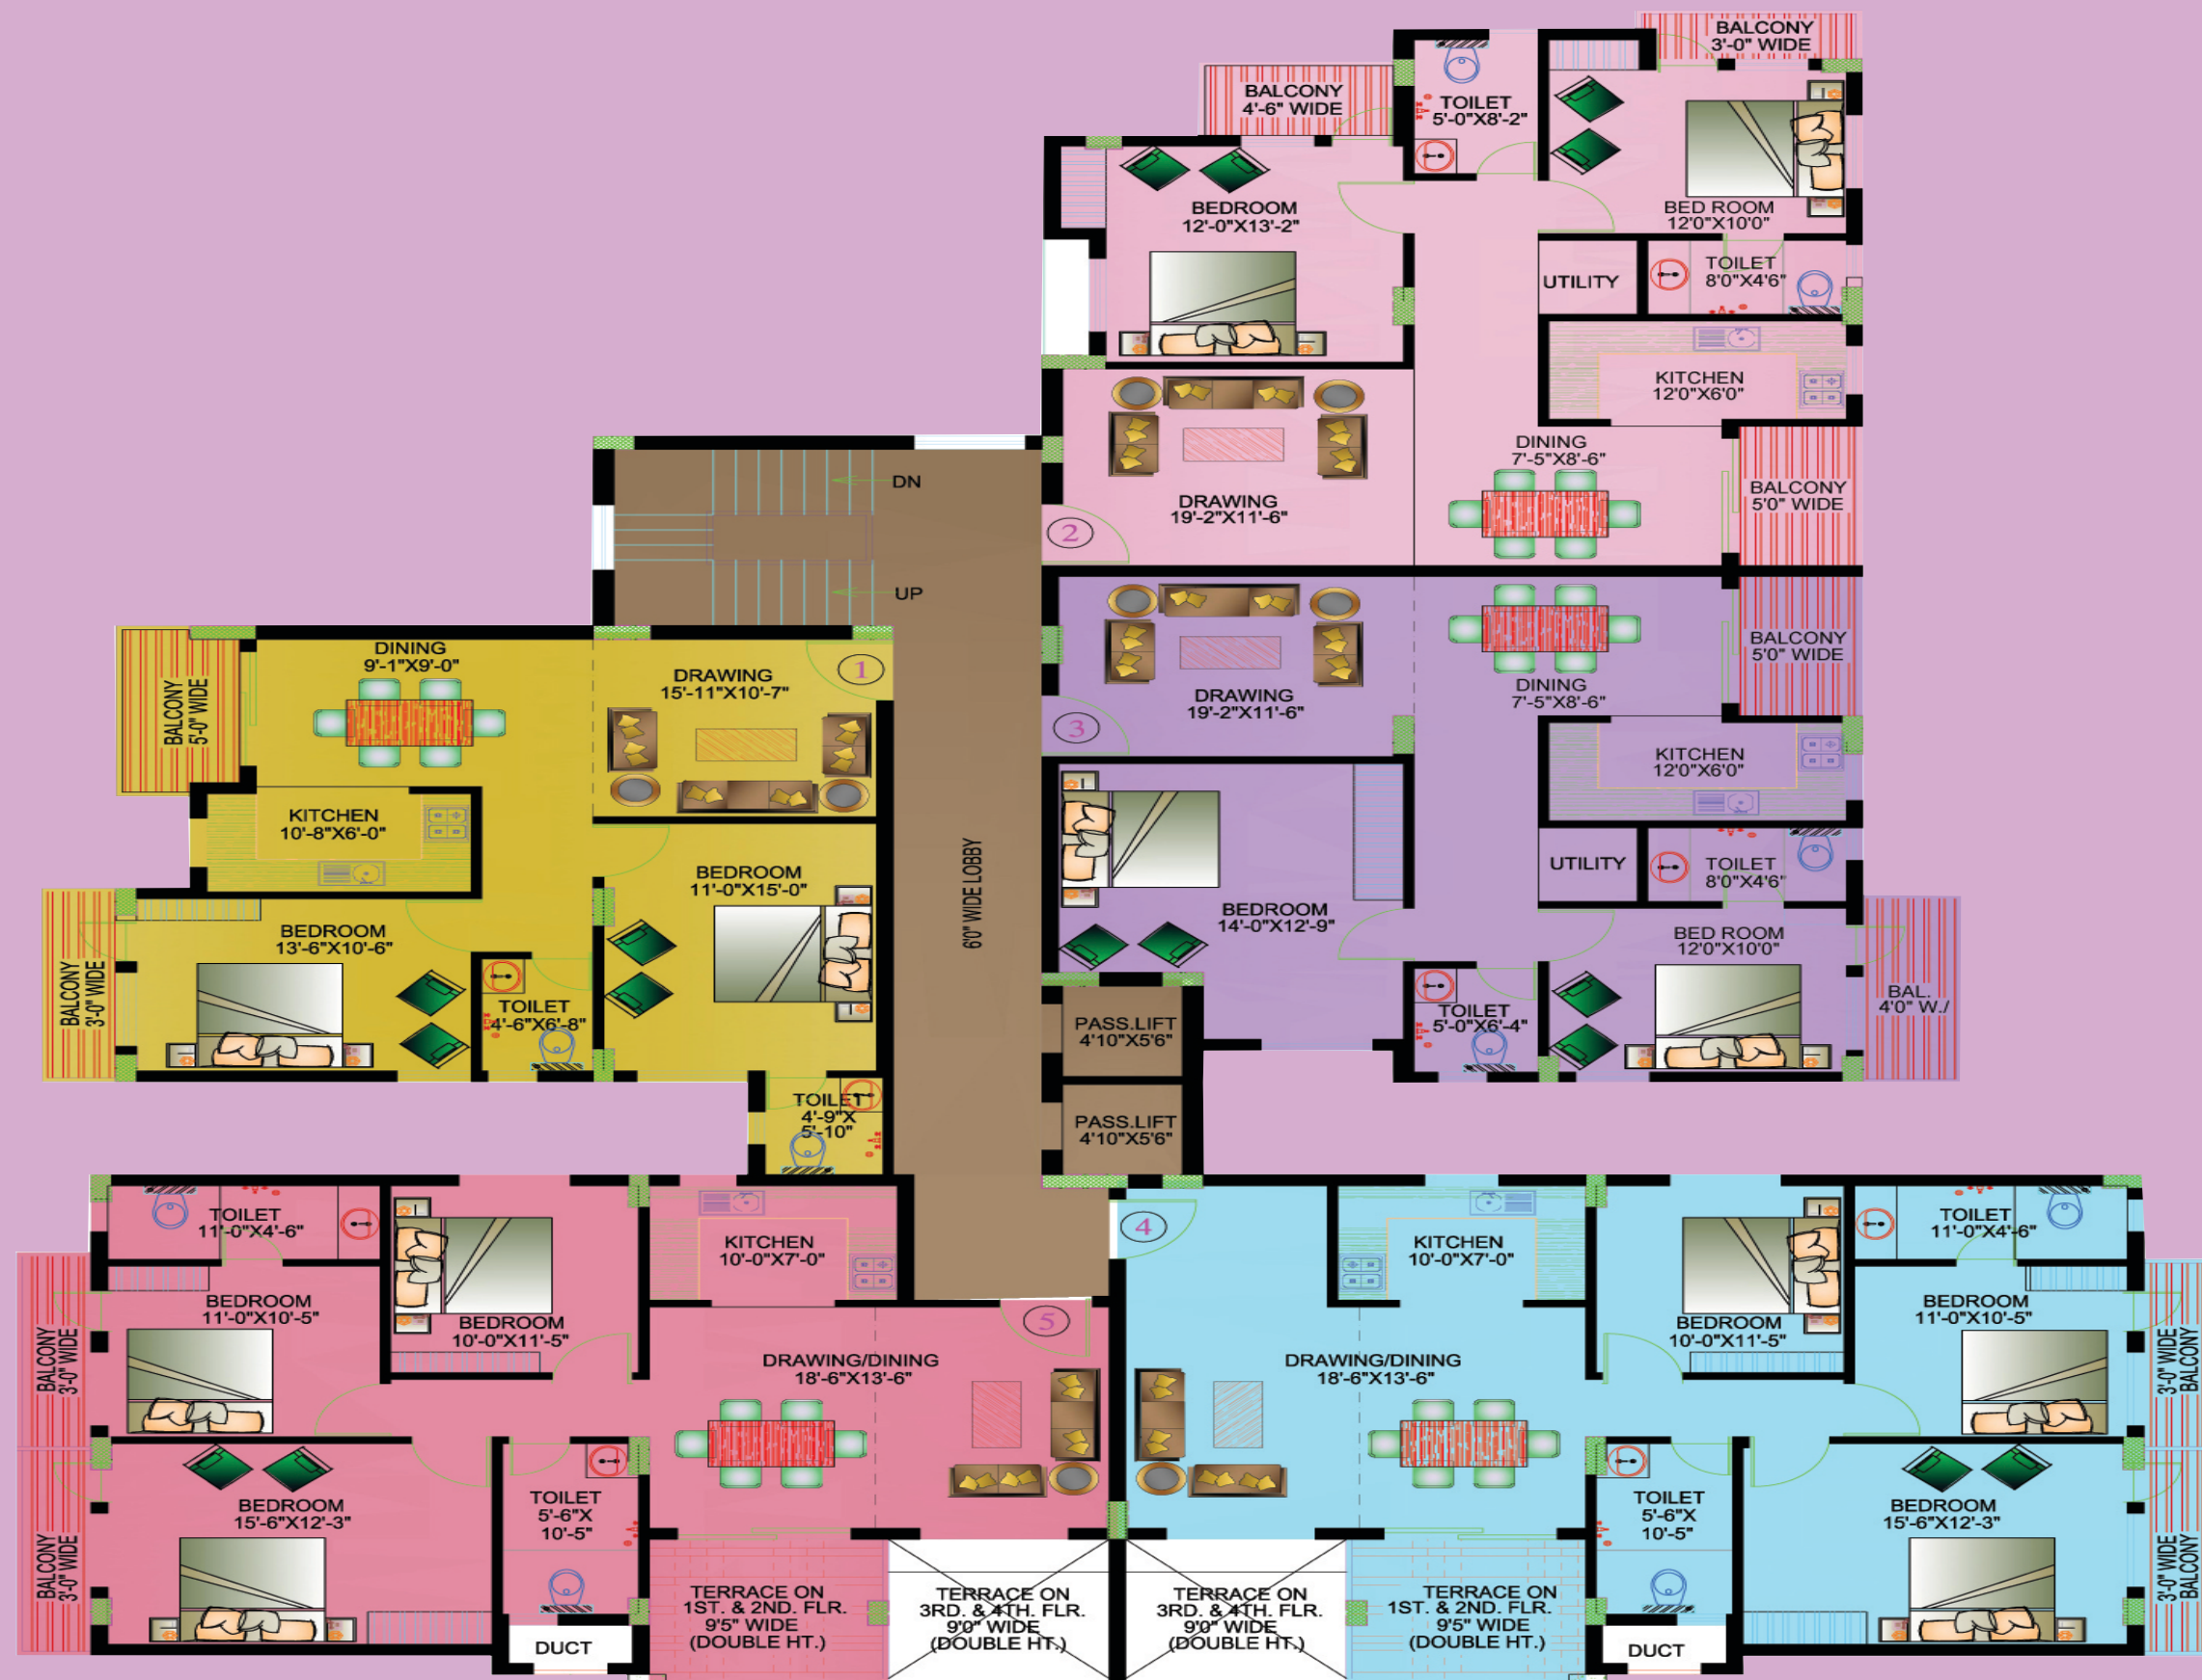 BALCONY
3'-0" WIDE
BALCONY
4'-6" WIDE
TOILET
5'-0"X8'-2"
BEDROOM
12'-0"X13'-2"
BED ROOM
12'0"X10'0"
UTILITY
TOILET
8'0"X4'6"
KITCHEN
12'0"X6'0"
DINING
7'-5"X8'-6"
DRAWING
19'-2"X11'-6"
BALCONY
5'0" WIDE
2
DN
UP
DINING
9'-1"X9'-0"
DRAWING
15'-11"X10'-7"
1
BALCONY
5'-0" WIDE
KITCHEN
10'-8"X6'-0"
BEDROOM
11'-0"X15'-0"
BEDROOM
13'-6"X10'-6"
BALCONY
3'-0" WIDE
TOILET
4'-6"X6'-8"
TOILET
4'-9"X
5'-10"
6'0" WIDE LOBBY
DRAWING
19'-2"X11'-6"
3
DINING
7'-5"X8'-6"
BALCONY
5'0" WIDE
KITCHEN
12'0"X6'0"
UTILITY
TOILET
8'0"X4'6"
BEDROOM
14'-0"X12'-9"
BED ROOM
12'0"X10'0"
TOILET
5'-0"X6'-4"
BAL.
4'0" W./
PASS.LIFT
4'10"X5'6"
PASS.LIFT
4'10"X5'6"
TOILET
11'-0"X4'-6"
BEDROOM
11'-0"X10'-5"
BEDROOM
10'-0"X11'-5"
KITCHEN
10'-0"X7'-0"
5
DRAWING/DINING
18'-6"X13'-6"
BALCONY
3'-0" WIDE
BALCONY
3'-0" WIDE
BEDROOM
15'-6"X12'-3"
TOILET
5'-6"X
10'-5"
DUCT
TERRACE ON
1ST. & 2ND. FLR.
9'5" WIDE
(DOUBLE HT.)
TERRACE ON
3RD. & 4TH. FLR.
9'0" WIDE
(DOUBLE HT.)
4
KITCHEN
10'-0"X7'-0"
DRAWING/DINING
18'-6"X13'-6"
BEDROOM
10'-0"X11'-5"
TOILET
11'-0"X4'-6"
BEDROOM
11'-0"X10'-5"
3'-0" WIDE
BALCONY
TOILET
5'-6"X
10'-5"
BEDROOM
15'-6"X12'-3"
3'-0" WIDE
BALCONY
TERRACE ON
3RD. & 4TH. FLR.
9'0" WIDE
(DOUBLE HT.)
TERRACE ON
1ST. & 2ND. FLR.
9'5" WIDE
(DOUBLE HT.)
DUCT